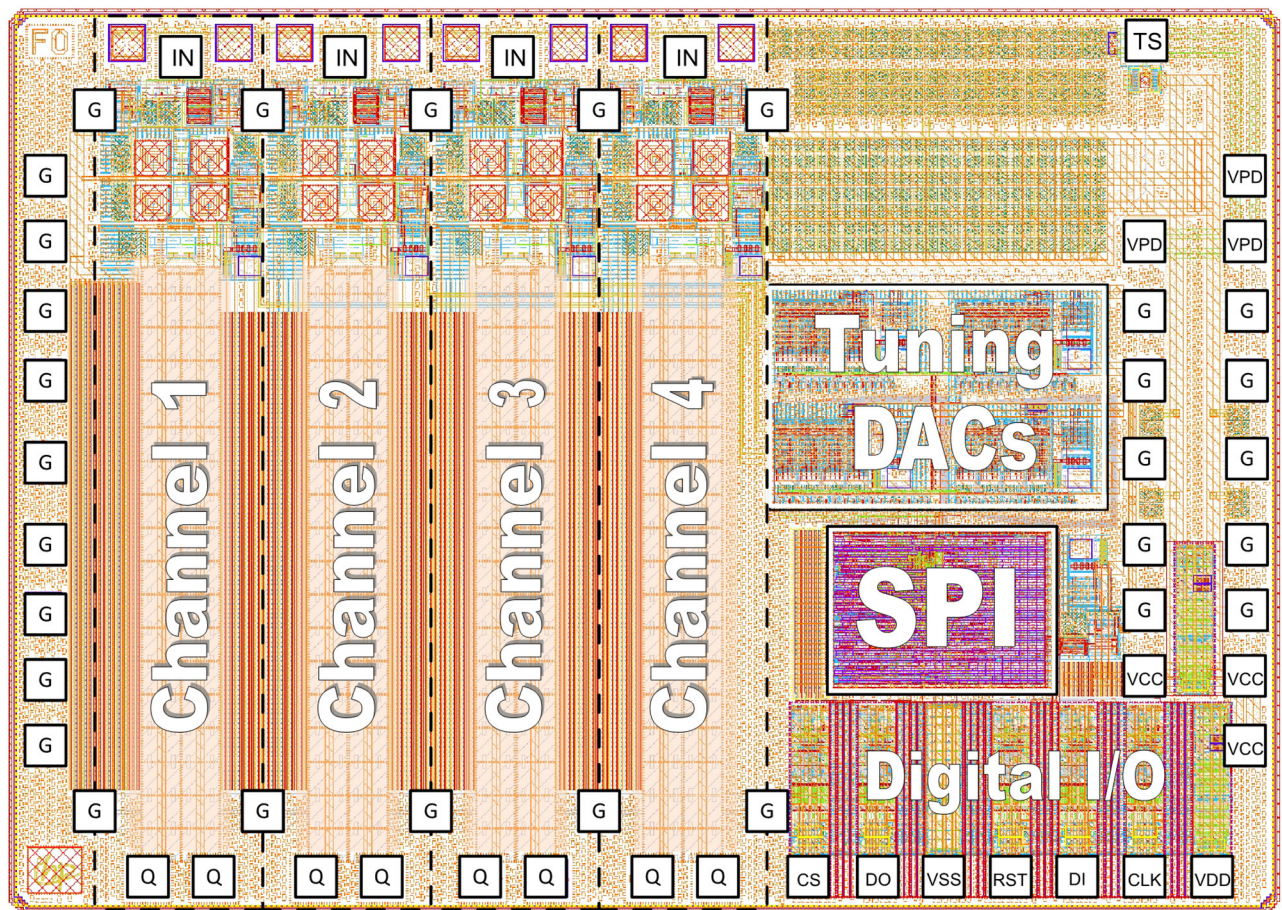 F0
IN IN IN IN TS
G G G G G
G VPD
G VPD VPD
G G G
G G G
G G G
G G G
G G G
G VCC VCC
G VCC
Channel 1
Channel 2
Channel 3
Channel 4
Tuning
DACs
SPI
Digital I/O
G G G G G
Q Q Q Q Q Q Q Q CS DO VSS RST DI CLK VDD